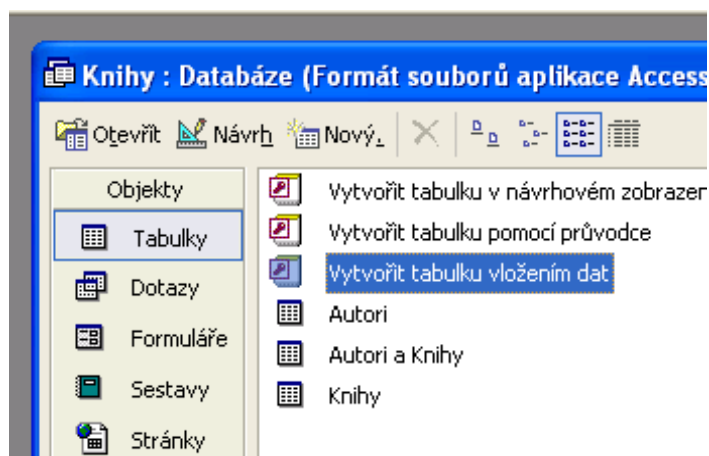 Knihy : Databáze (Formát souborů aplikace Access
Otevřít Návrh Nový
Objekty
Tabulky
Dotazy
Formuláře
Sestavy
Stránky
Vytvořit tabulku v návrhovém zobrazen
Vytvořit tabulku pomocí průvodce
Vytvořit tabulku vložením dat
Autori
Autori a Knihy
Knihy